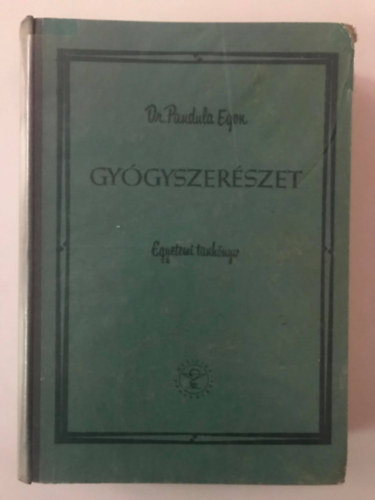 Dr. Pandula Egon
GYÓGYSZERÉSZET
Egyetemi tankönyv